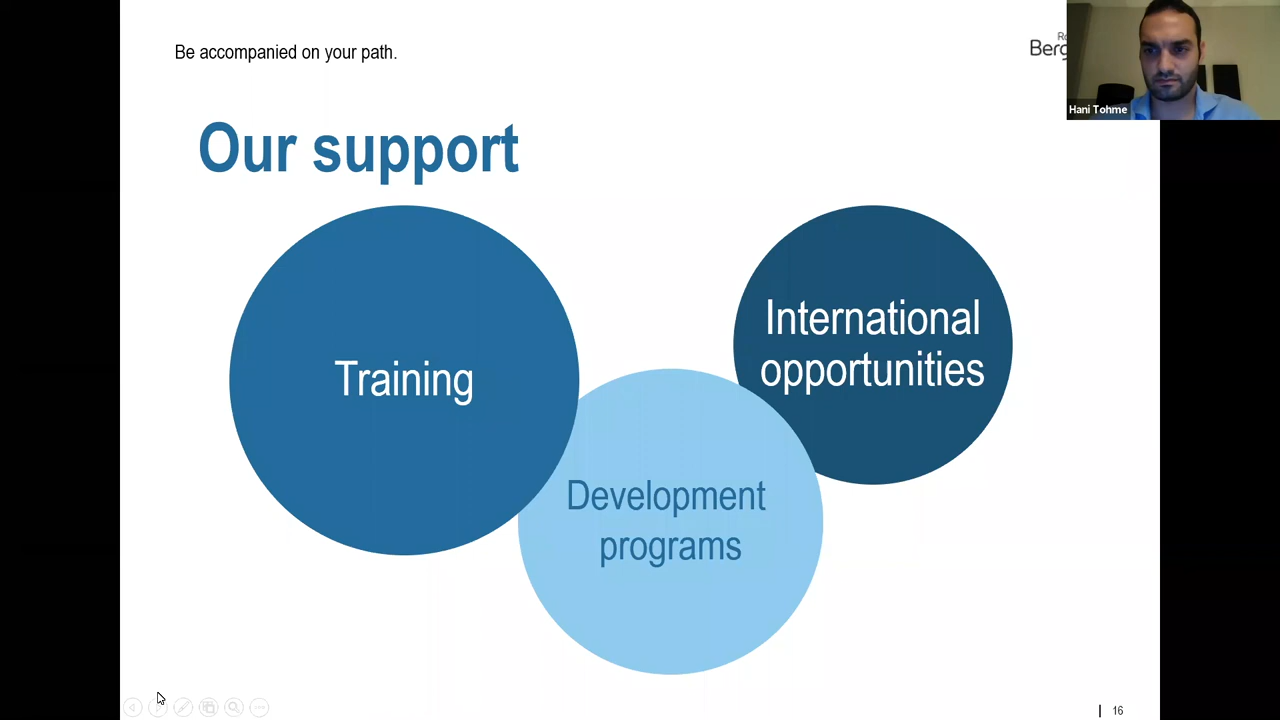 Be accompanied on your path.
Hani Tohme
Our support
Training
International
opportunities
Development
programs
16